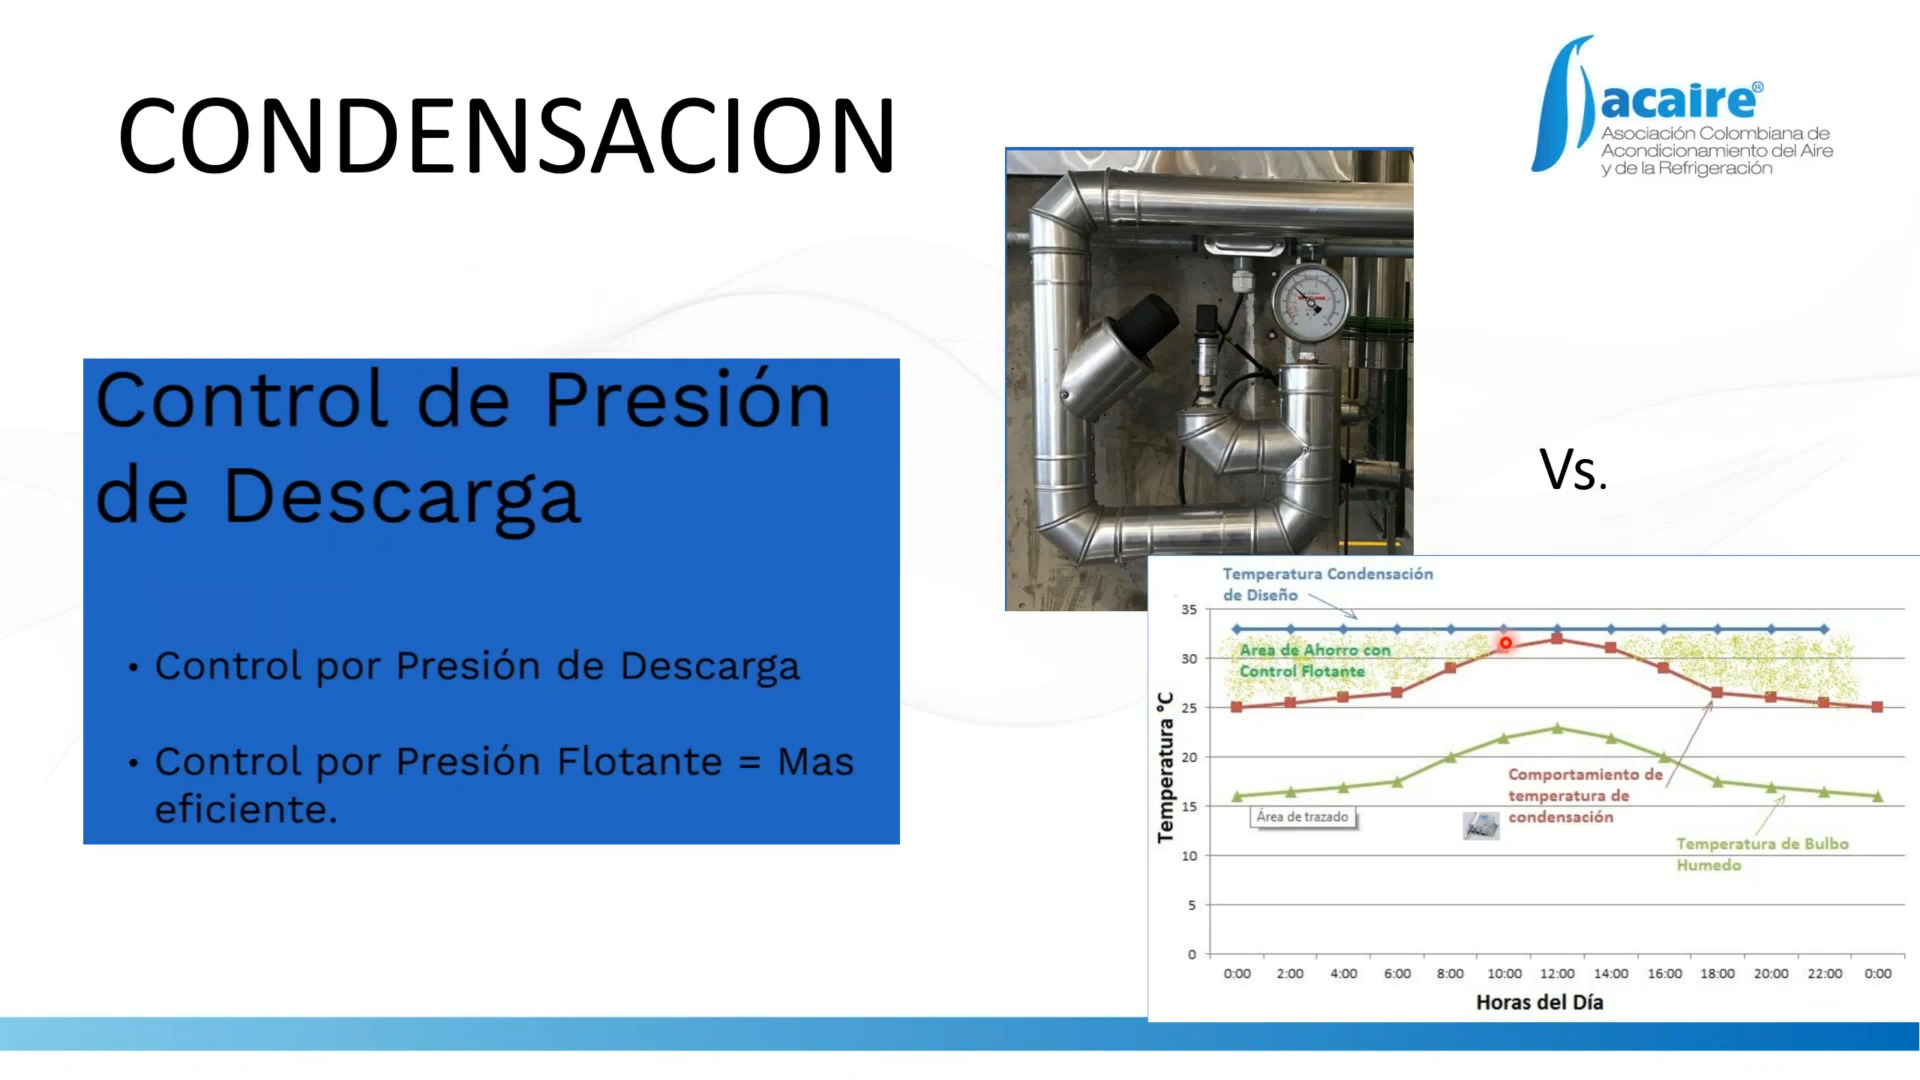 CONDENSACION
acaire®
Asociación Colombiana de
Acondicionamiento del Aire
y de la Refrigeración
Control de Presión
de Descarga
• Control por Presión de Descarga
• Control por Presión Flotante = Mas
eficiente.
Vs.
Temperatura Condensación
de Diseño
Area de Ahorro con
Control Flotante
Comportamiento de
temperatura de
condensación
Temperatura de Bulbo
Humedo
Área de trazado
Temperatura °C
35
30
25
20
15
10
5
0
0:00 2:00 4:00 6:00 8:00 10:00 12:00 14:00 16:00 18:00 20:00 22:00 0:00
Horas del Día